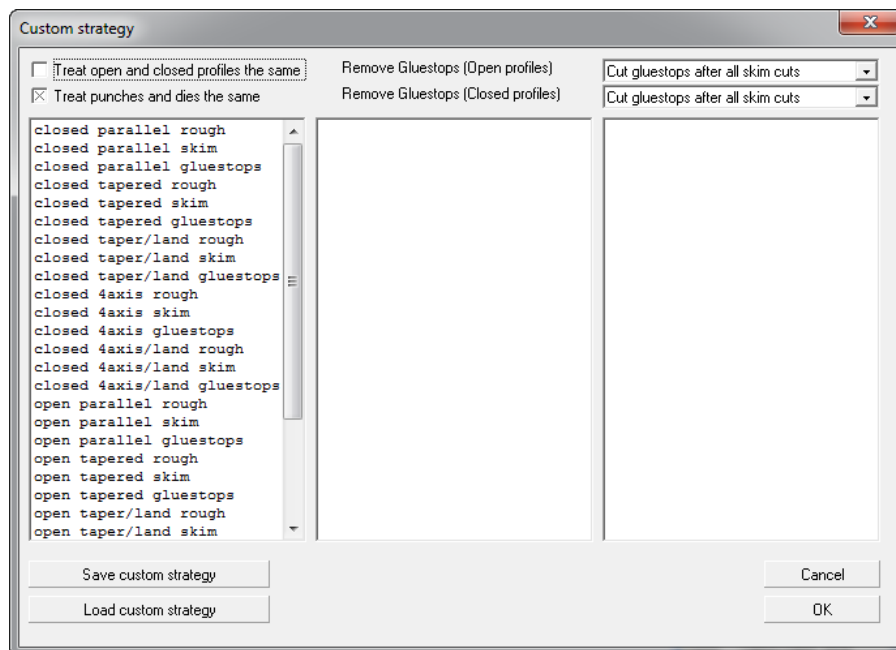 Custom strategy
Treat open and closed profiles the same
Remove Gluestops (Open profiles)
Cut gluestops after all skim cuts
Treat punches and dies the same
Remove Gluestops (Closed profiles)
Cut gluestops after all skim cuts
closed parallel rough
closed parallel skim
closed parallel gluestops
closed tapered rough
closed tapered skim
closed tapered gluestops
closed taper/land rough
closed taper/land skim
closed taper/land gluestops
closed 4axis rough
closed 4axis skim
closed 4axis gluestops
closed 4axis/land rough
closed 4axis/land skim
closed 4axis/land gluestops
open parallel rough
open parallel skim
open parallel gluestops
open tapered rough
open tapered skim
open tapered gluestops
open taper/land rough
open taper/land skim
Save custom strategy
Cancel
Load custom strategy
OK